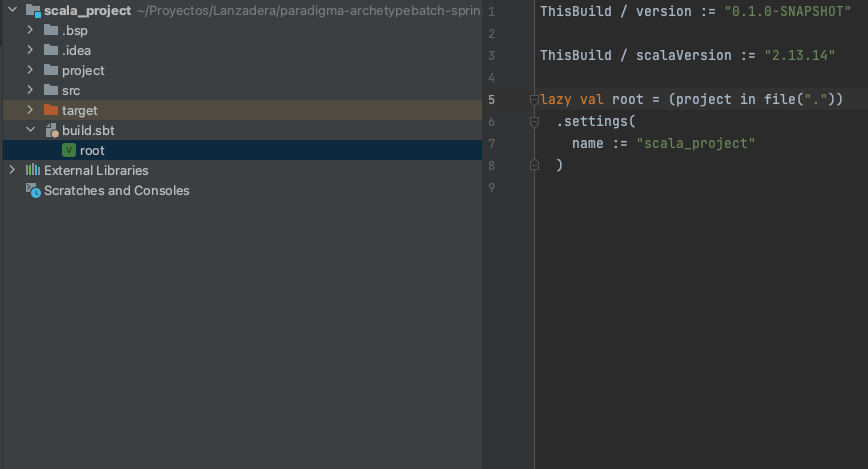 scala_project ~/Proyectos/Lanzadera/paradigma-archetypebatch-sprin
.bsp
.idea
project
src
target
build.sbt
V root
External Libraries
Scratches and Consoles
1 ThisBuild / version := "0.1.0-SNAPSHOT"
2
3 ThisBuild / scalaVersion := "2.13.14"
4
5 lazy val root = (project in file("."))
6 .settings(
7 name := "scala_project"
8 )
9